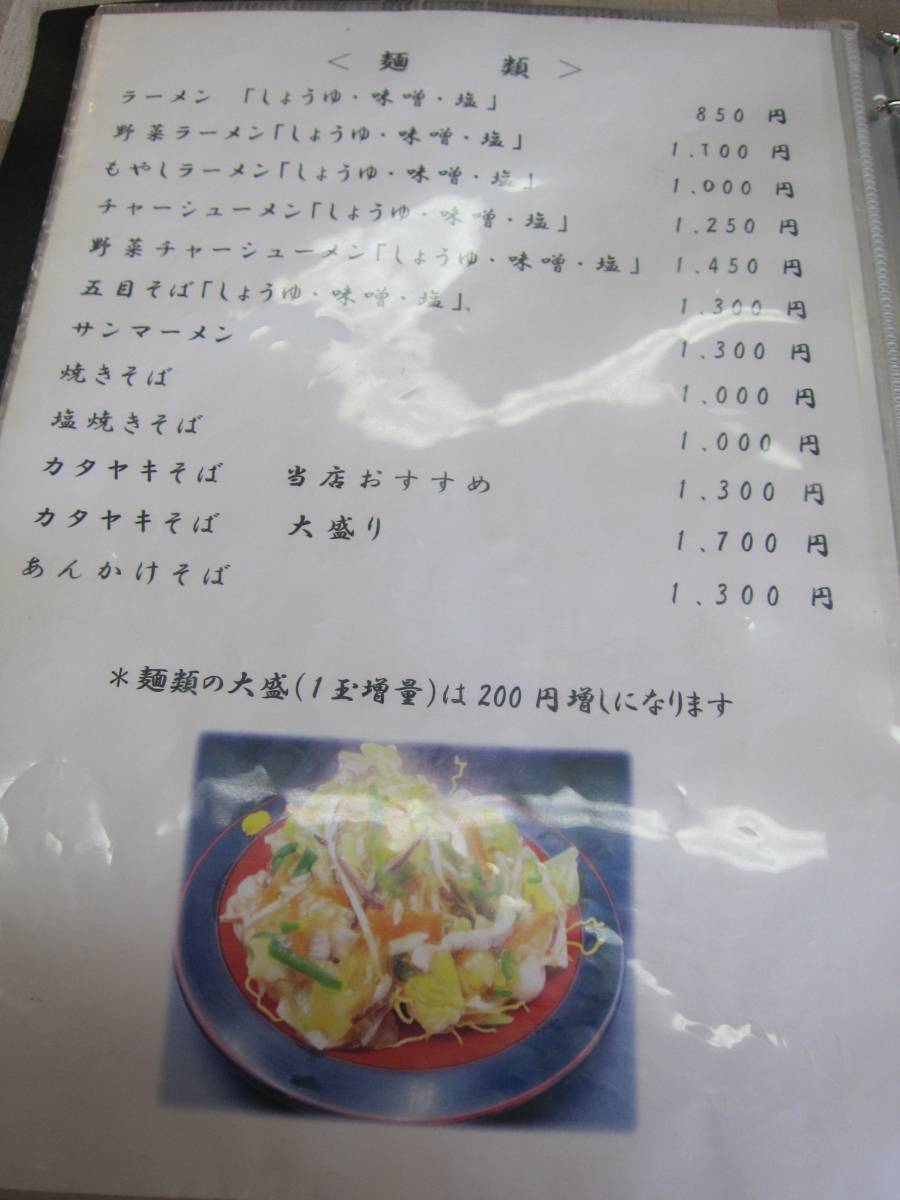 ＜ 麺 類 ＞
ラーメン 「しょうゆ・味噌・塩」 850 円
野菜ラーメン「しょうゆ・味噌・塩」 1.100 円
もやしラーメン「しょうゆ・味噌・塩」 1.000 円
チャーシューメン「しょうゆ・味噌・塩」 1.250 円
野菜チャーシューメン「しょうゆ・味噌・塩」 1.450 円
五目そば「しょうゆ・味噌・塩」、 1.300 円
サンマーメン 1.300 円
焼きそば 1.000 円
塩焼きそば 1.000 円
カタヤキそば 当店おすすめ 1.300 円
カタヤキそば 大盛り 1.700 円
あんかけそば 1.300 円
＊麺類の大盛(1玉増量)は 200 円増しになります